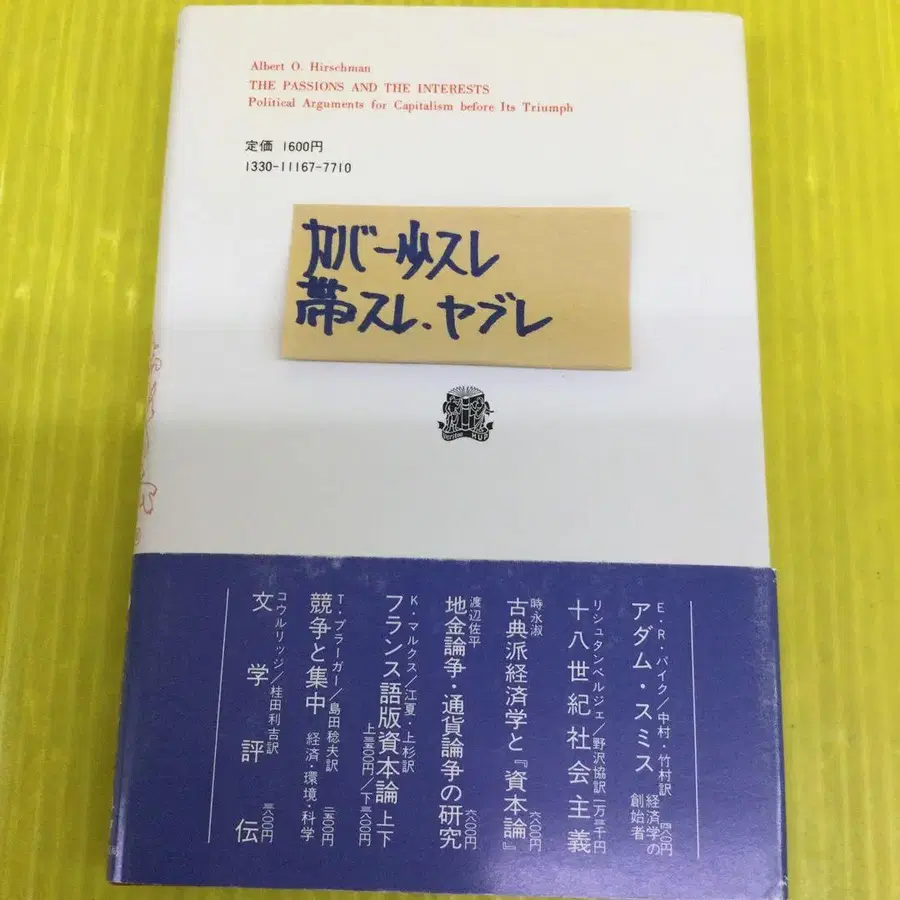 Albert O. Hirschman
THE PASSIONS AND THE INTERESTS
Political Arguments for Capitalism before Its Triumph
定価 1600円
1330-11167-7710
カバー少スレ
帯スレ、ヤブレ
HUP
E・R・パイク/中村・竹村訳
アダム・スミス 経済学の創始者
リシュタンベルジェ/野沢協訳 一万三千円
十八世紀社会主義
時永淑
古典派経済学と『資本論』
渡辺佐平
地金論争・通貨論争の研究
K・マルクス/江夏・上杉訳
フランス語版資本論 上下
T・ブラーガー/島田稔夫訳
競争と集中 経済・環境・科学
コウルリッジ/桂田利吉訳
文学評伝